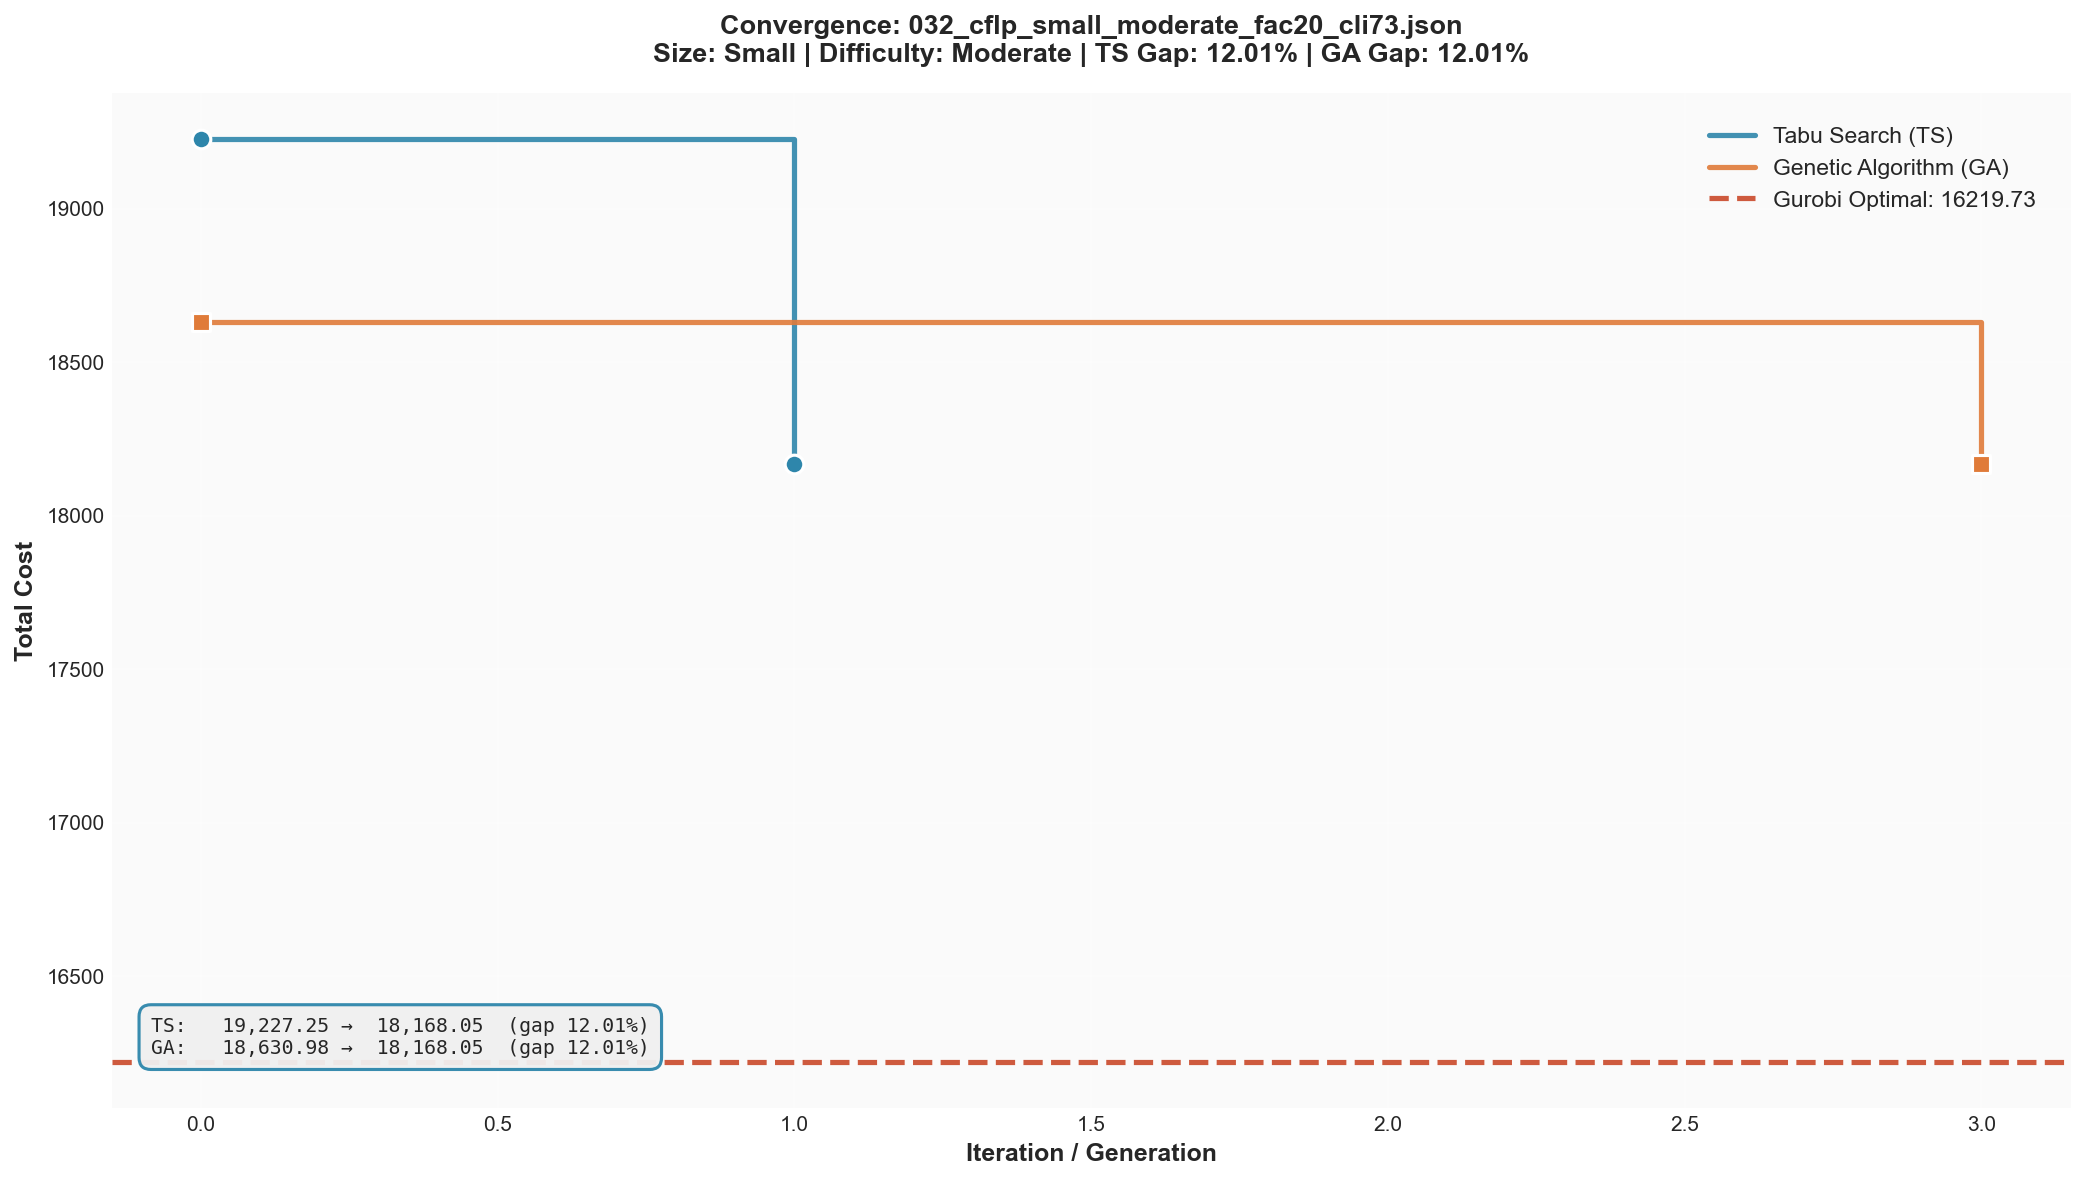 Convergence: 032_cflp_small_moderate_fac20_cli73.json
Size: Small | Difficulty: Moderate | TS Gap: 12.01% | GA Gap: 12.01%
Tabu Search (TS)
Genetic Algorithm (GA)
Gurobi Optimal: 16219.73
Total Cost
19000
18500
18000
17500
17000
16500
TS:   19,227.25 →  18,168.05  (gap 12.01%)
GA:   18,630.98 →  18,168.05  (gap 12.01%)
0.0 0.5 1.0 1.5 2.0 2.5 3.0
Iteration / Generation